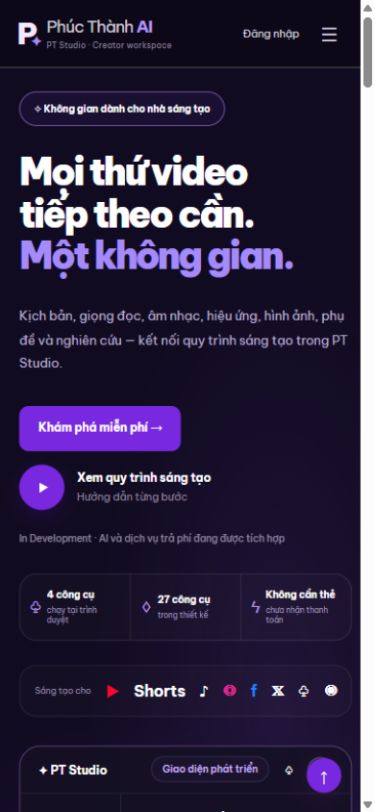 Phúc Thành AI
PT Studio · Creator workspace
Đăng nhập
Không gian dành cho nhà sáng tạo
Mọi thứ video
tiếp theo cần.
Một không gian.
Kịch bản, giọng đọc, âm nhạc, hiệu ứng, hình ảnh, phụ
đề và nghiên cứu — kết nối quy trình sáng tạo trong PT
Studio.
Khám phá miễn phí →
Xem quy trình sáng tạo
Hướng dẫn từng bước
In Development · AI và dịch vụ trả phí đang được tích hợp
4 công cụ
chạy tại trình
duyệt
27 công cụ
trong thiết kế
Không cần thẻ
chưa nhận thanh
toán
Sáng tạo cho
Shorts
PT Studio
Giao diện phát triển